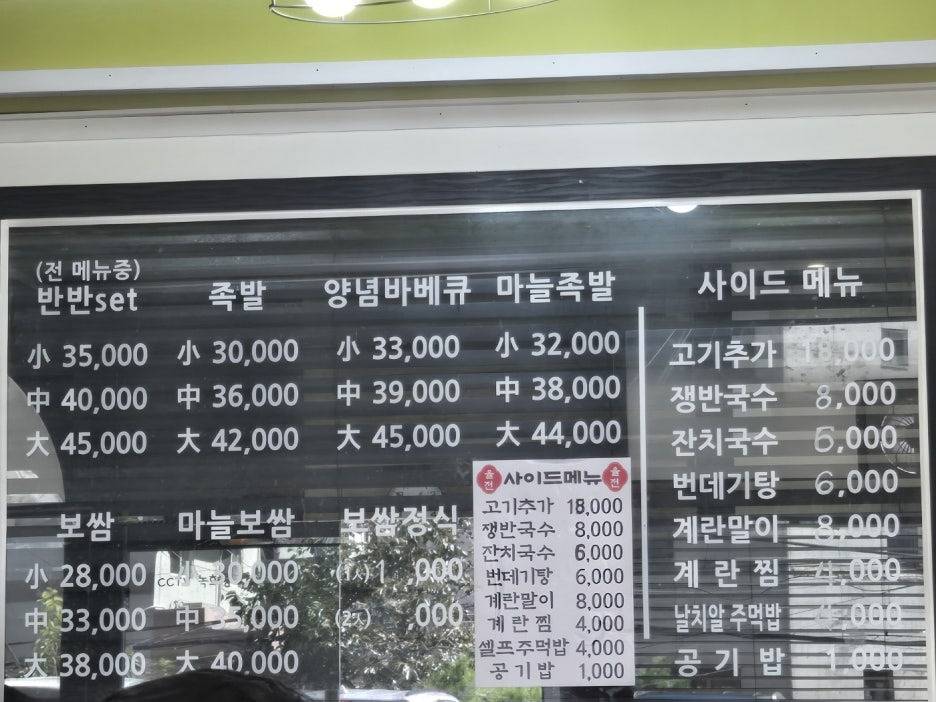 (전 메뉴중)
반반set
小 35,000
中 40,000
大 45,000
족발
小 30,000
中 36,000
大 42,000
양념바베큐
小 33,000
中 39,000
大 45,000
마늘족발
小 32,000
中 38,000
大 44,000
보쌈
小 28,000
中 33,000
大 38,000
마늘보쌈
中
大 40,000
보쌈정식
사이드 메뉴
고기추가
쟁반국수 8,000
잔치국수 6,000
번데기탕 6,000
계란말이 8,000
계란찜 4,000
날치알 주먹밥 4,000
공기밥 1,000
사이드메뉴
고기추가 18,000
쟁반국수 8,000
잔치국수 6,000
번데기탕 6,000
계란말이 8,000
계란찜 4,000
셀프주먹밥 4,000
공기밥 1,000